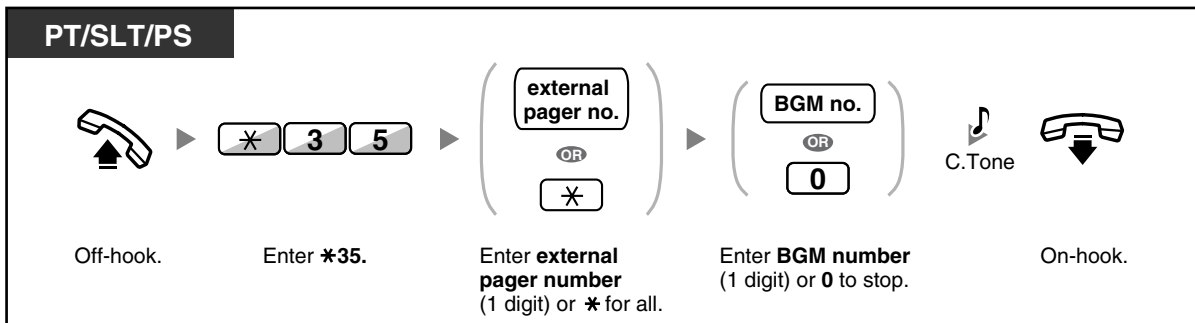 PT/SLT/PS
external
pager no.
OR
✳
✳ 3 5
BGM no.
OR
0
C.Tone
Off-hook.
Enter ✳35.
Enter external
pager number
(1 digit) or ✳ for all.
Enter BGM number
(1 digit) or 0 to stop.
On-hook.